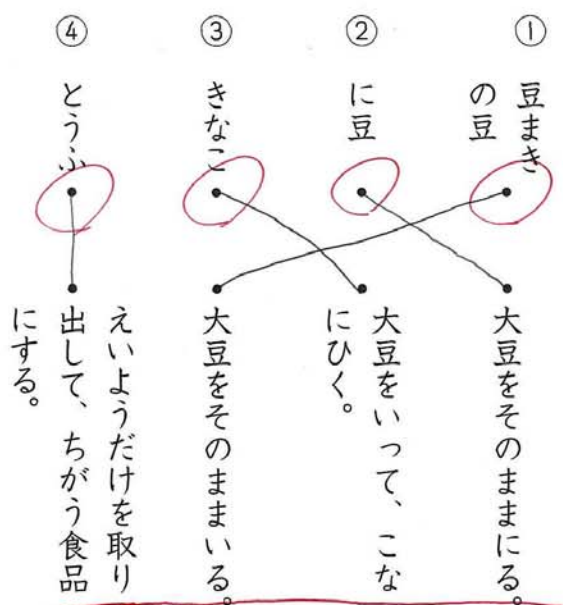 ①
豆まき
の豆
②
に豆
③
きなこ
④
とうふ
大豆をそのままにる。
大豆をいって、こな
にひく。
大豆をそのままいる。
えいようだけを取り
出して、ちがう食品
にする。